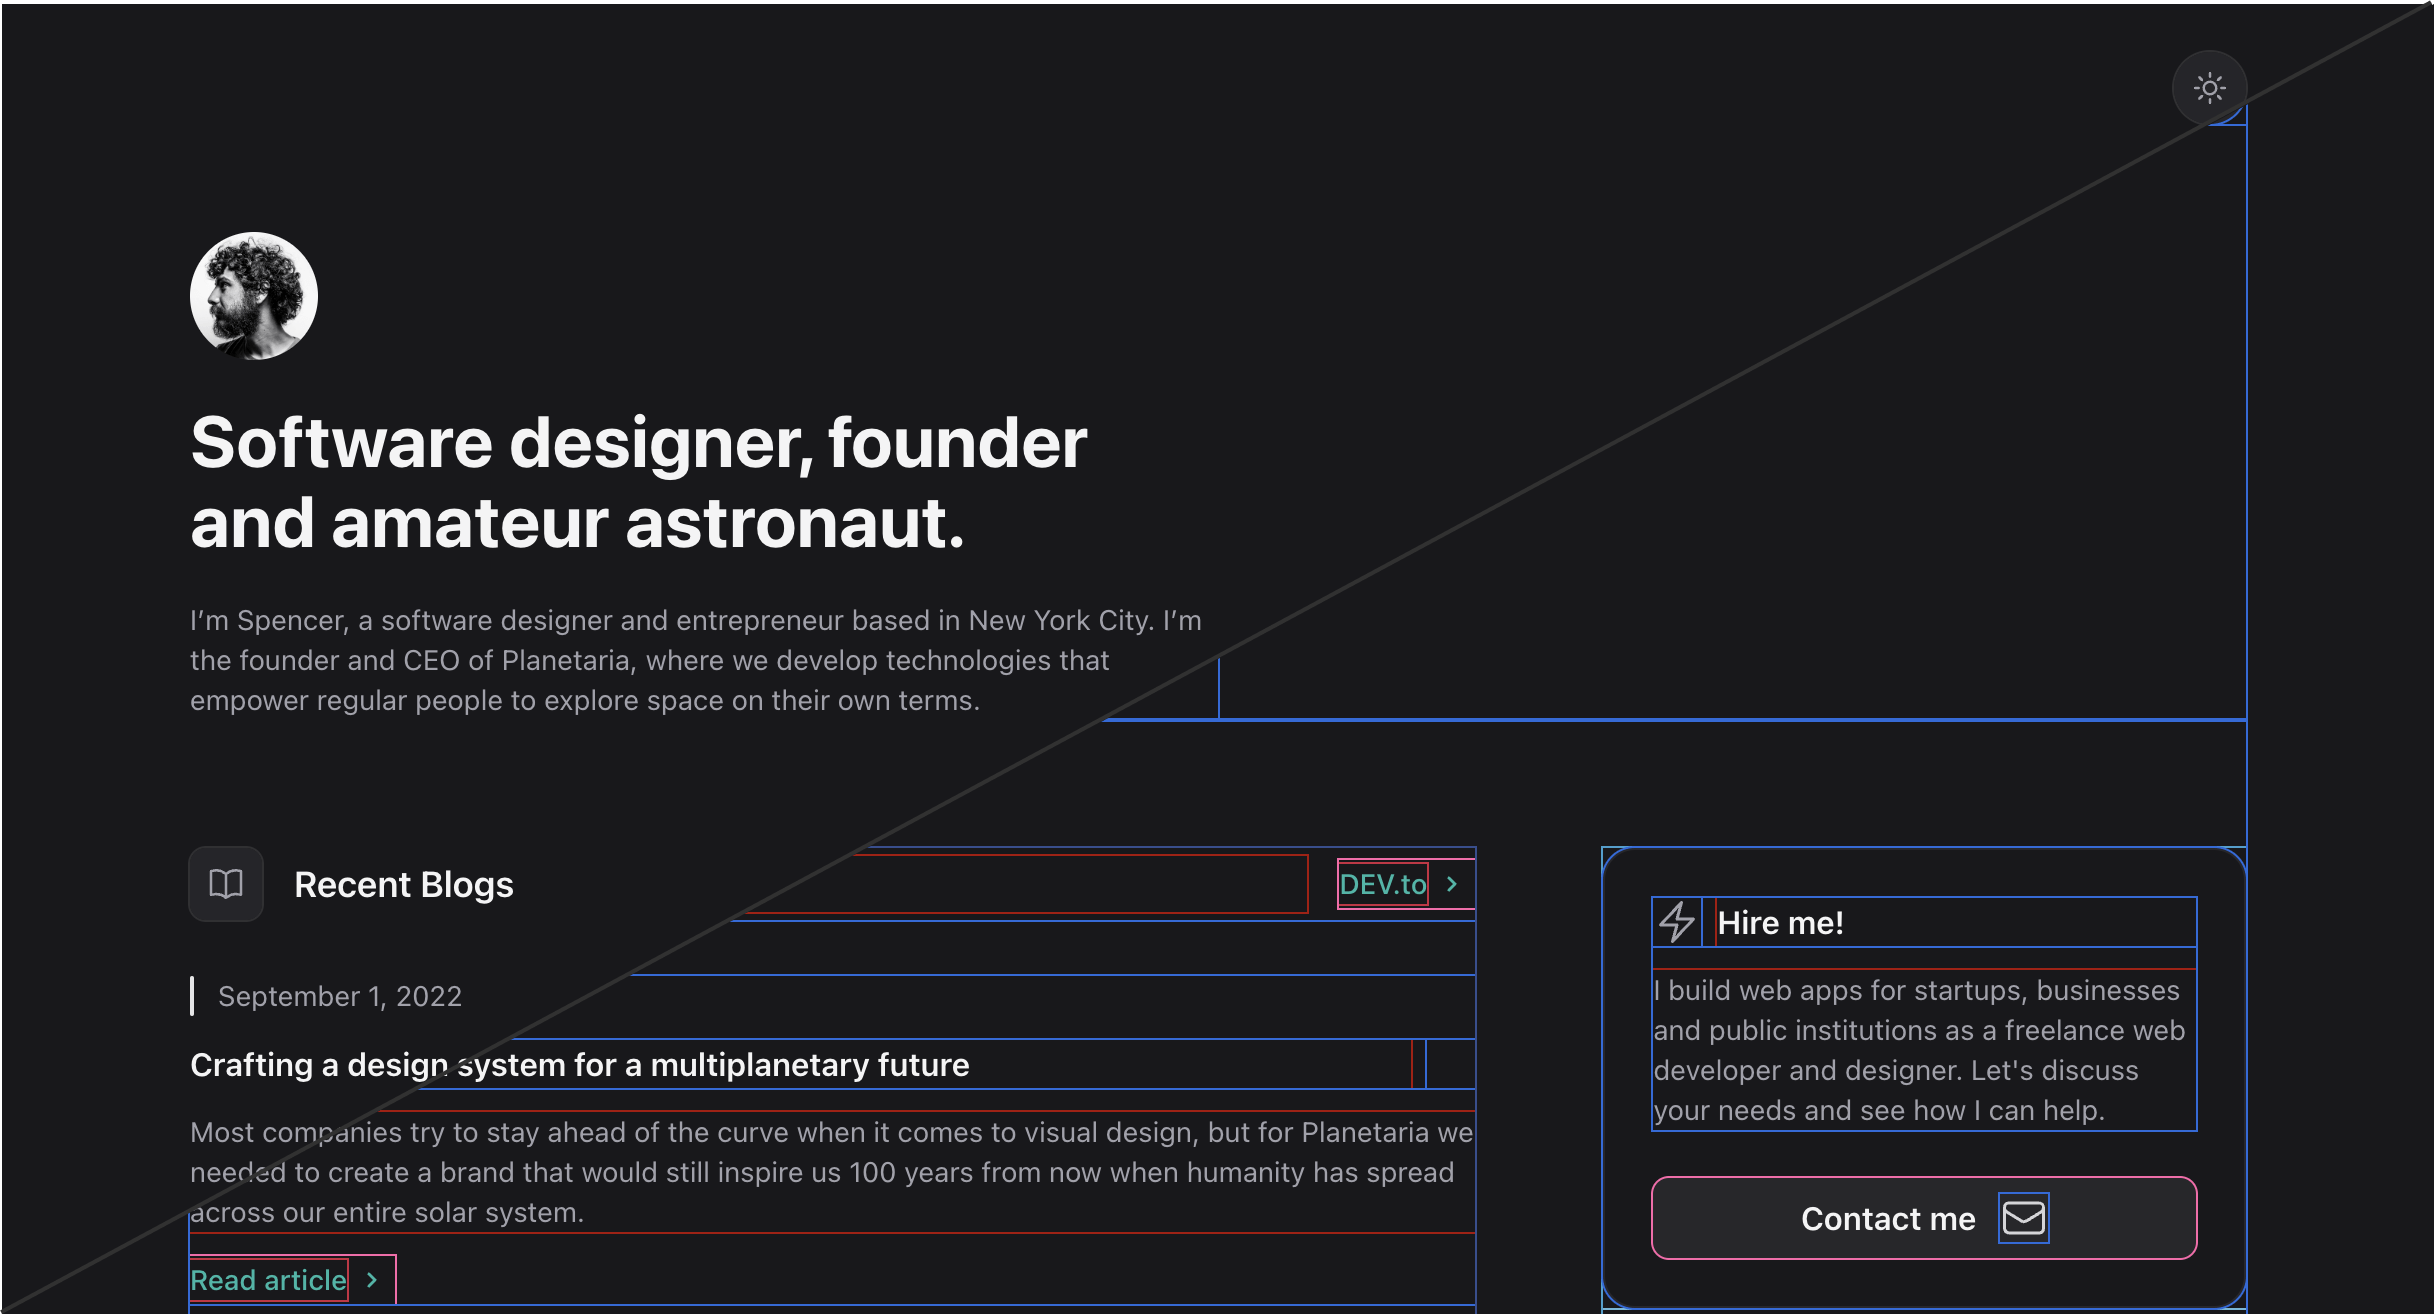 Software designer, founder
and amateur astronaut.
I’m Spencer, a software designer and entrepreneur based in New York City. I’m
the founder and CEO of Planetaria, where we develop technologies that
empower regular people to explore space on their own terms.
Recent Blogs
DEV.to
September 1, 2022
Crafting a design system for a multiplanetary future
Most companies try to stay ahead of the curve when it comes to visual design, but for Planetaria we
needed to create a brand that would still inspire us 100 years from now when humanity has spread
across our entire solar system.
Read article
Hire me!
I build web apps for startups, businesses
and public institutions as a freelance web
developer and designer. Let's discuss
your needs and see how I can help.
Contact me